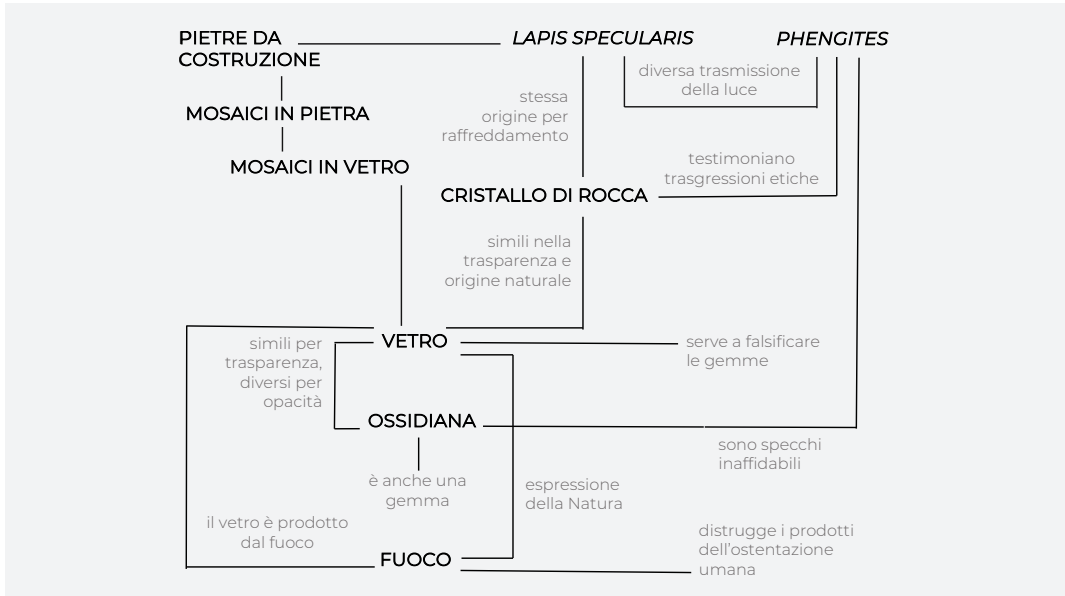 PIETRE DA
COSTRUZIONE
LAPIS SPECULARIS
PHENGITES
diversa trasmissione
della luce
stessa
origine per
raffreddamento
MOSAICI IN PIETRA
MOSAICI IN VETRO
testimoniano
trasgressioni etiche
CRISTALLO DI ROCCA
simili nella
trasparenza e
origine naturale
VETRO
simili per
trasparenza,
diversi per
opacità
serve a falsificare
le gemme
OSSIDIANA
sono specchi
inaffidabili
è anche una
gemma
espressione
della Natura
il vetro è prodotto
dal fuoco
FUOCO
distrugge i prodotti
dell'ostentazione
umana